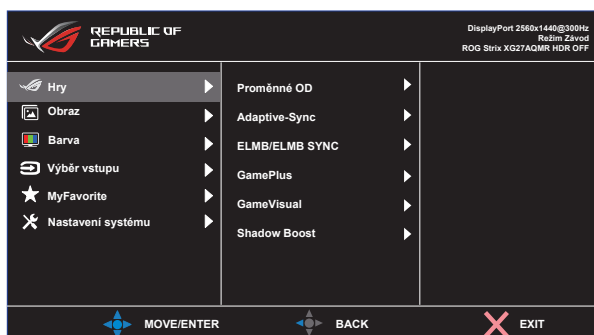 REPUBLIC OF
GAMERS
DisplayPort 2560x1440@300Hz
Režim Závod
ROG Strix XG27AQMR HDR OFF
Hry
Obraz
Barva
Výběr vstupu
MyFavorite
Nastavení systému
Proměnné OD
Adaptive-Sync
ELMB/ELMB SYNC
GamePlus
GameVisual
Shadow Boost
MOVE/ENTER
BACK
EXIT